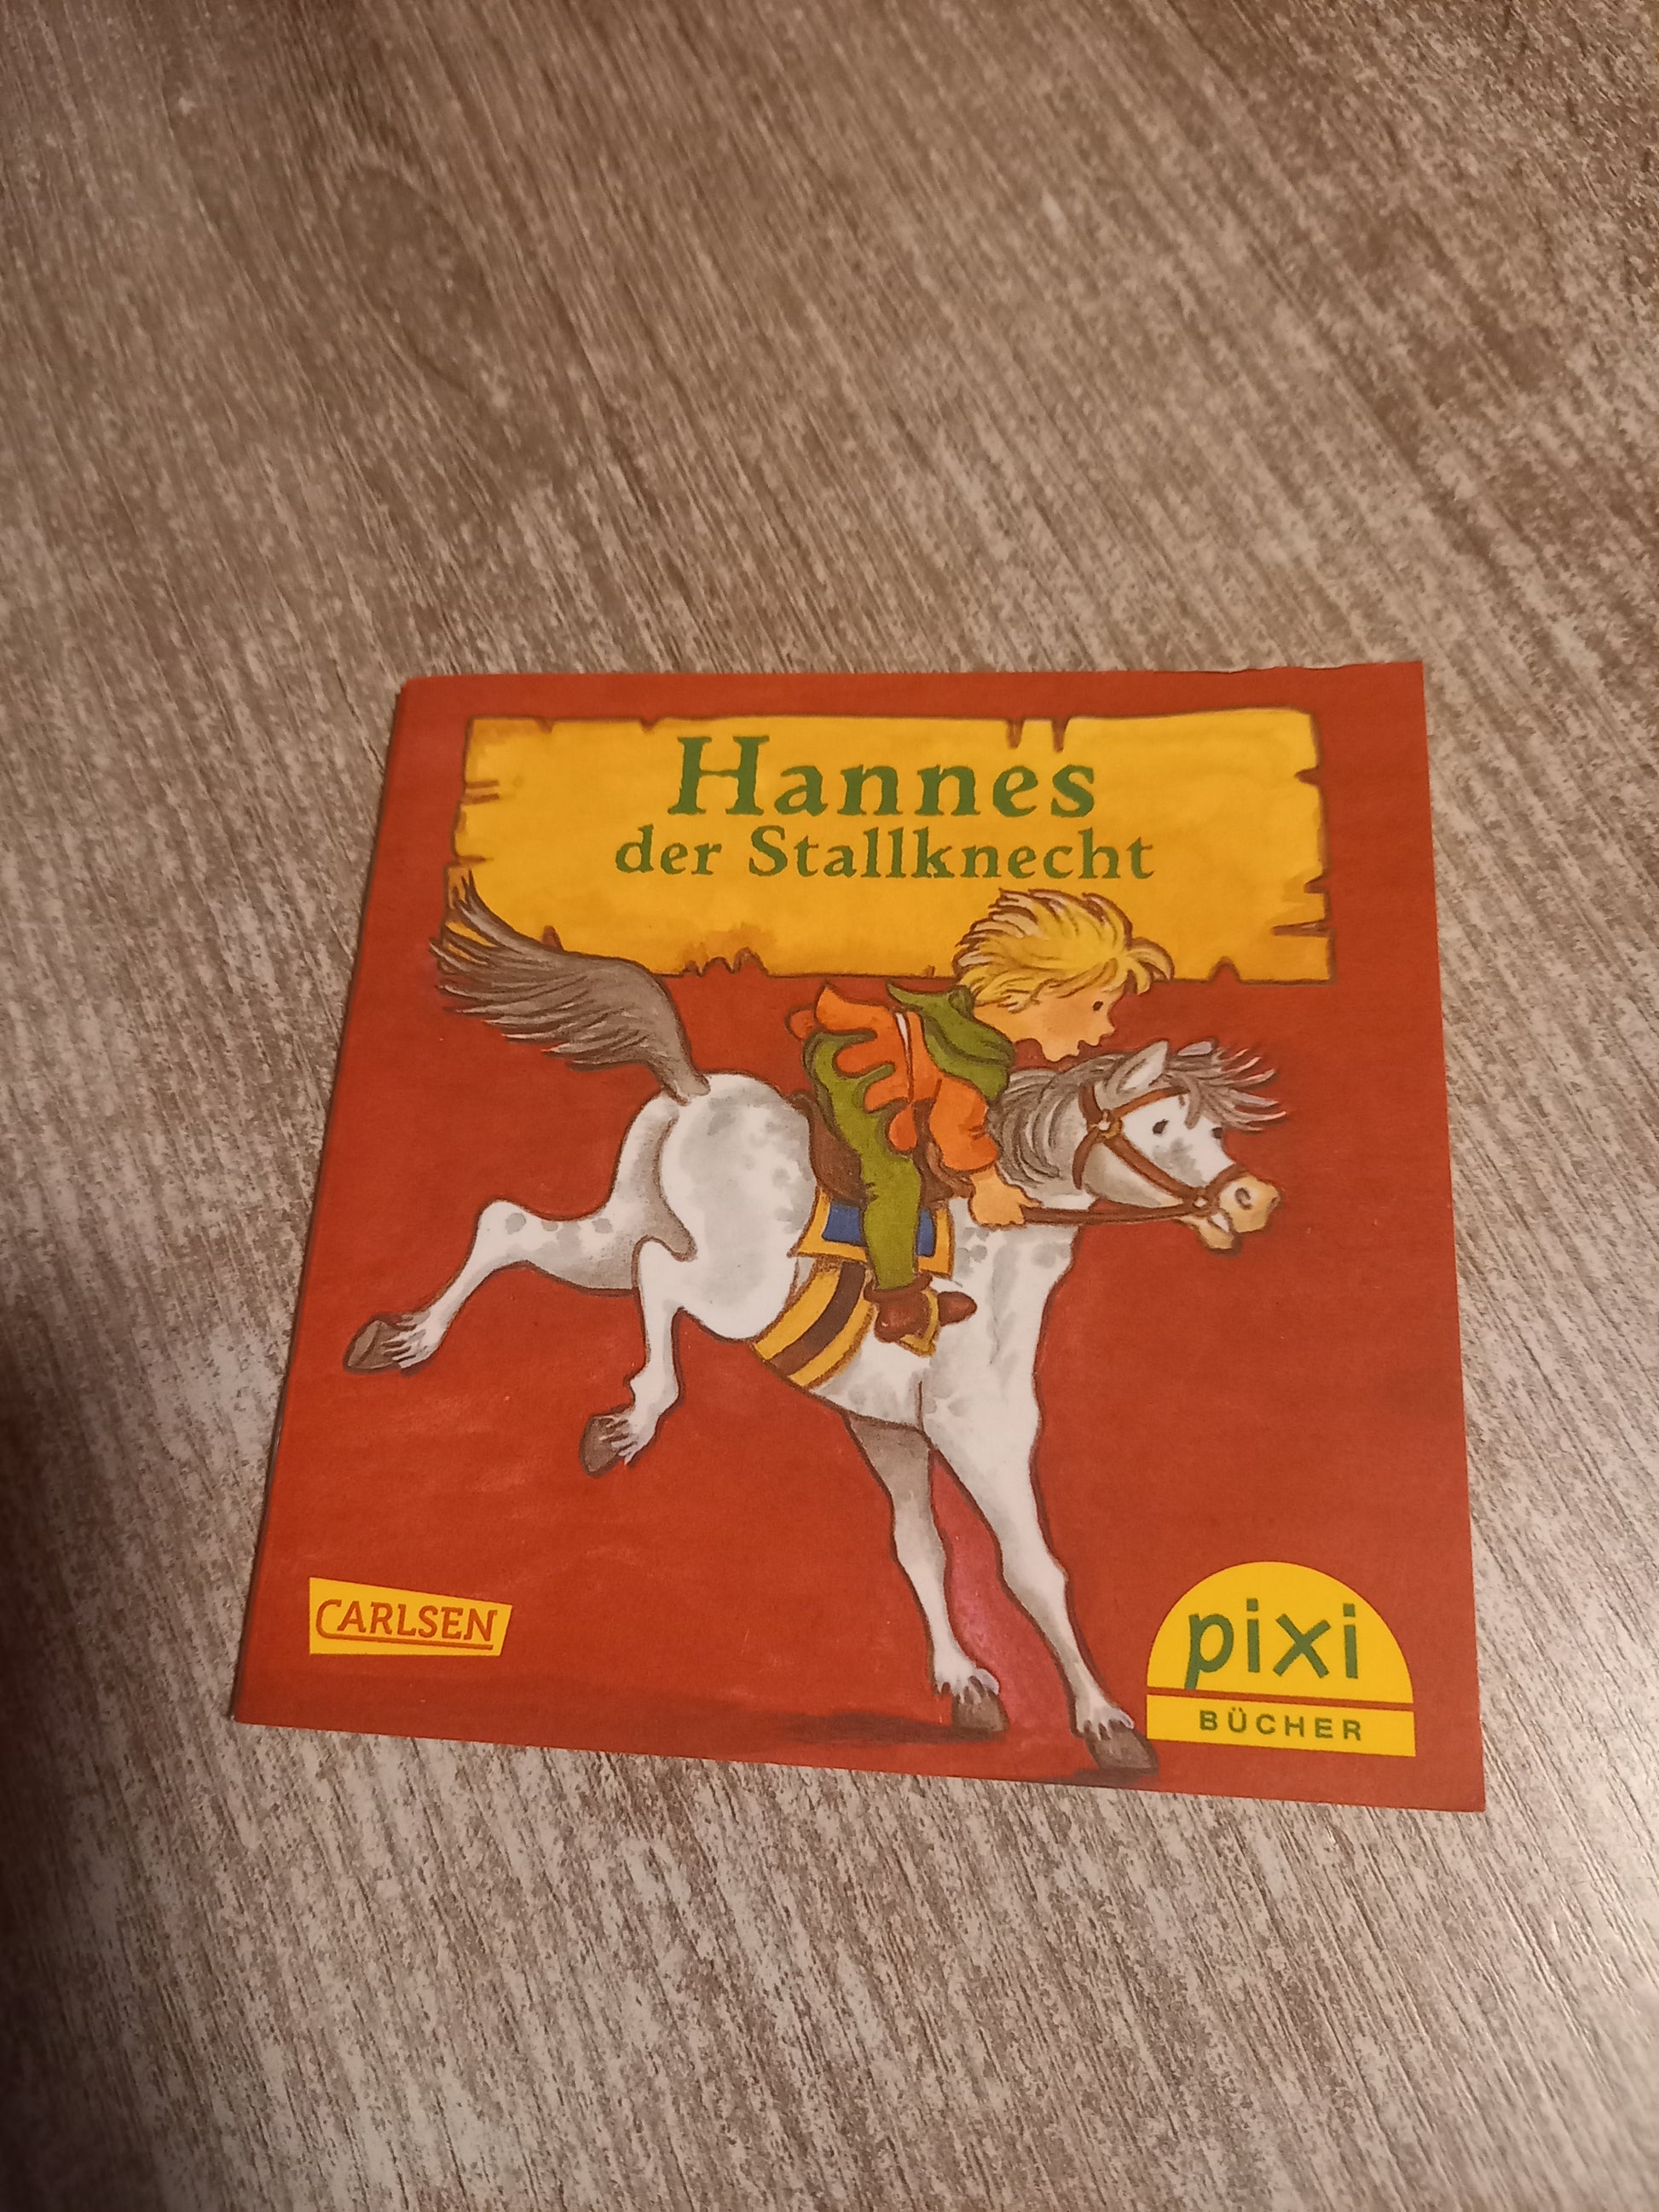 Hannes
der Stallknecht
CARLSEN
pixi
BÜCHER